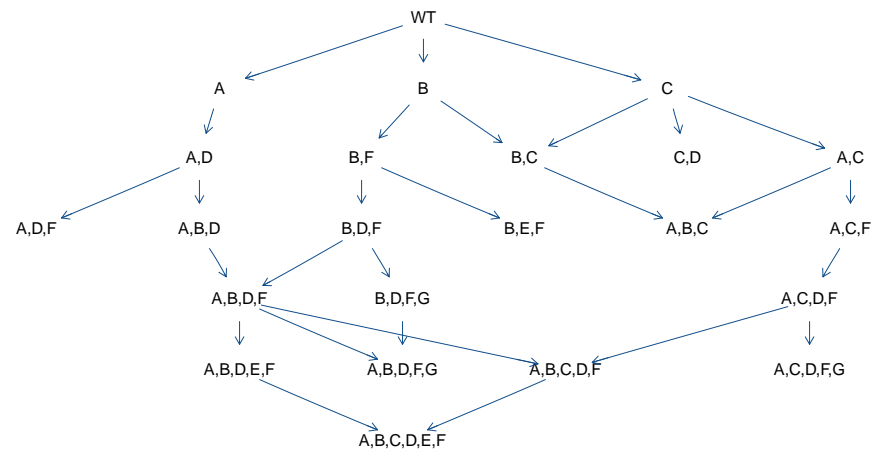 WT
A
B
C
A,D
B,F
B,C
C,D
A,C
A,D,F
A,B,D
B,D,F
B,E,F
A,B,C
A,C,F
A,B,D,F
B,D,F,G
A,C,D,F
A,B,D,E,F
A,B,D,F,G
A,B,C,D,F
A,C,D,F,G
A,B,C,D,E,F